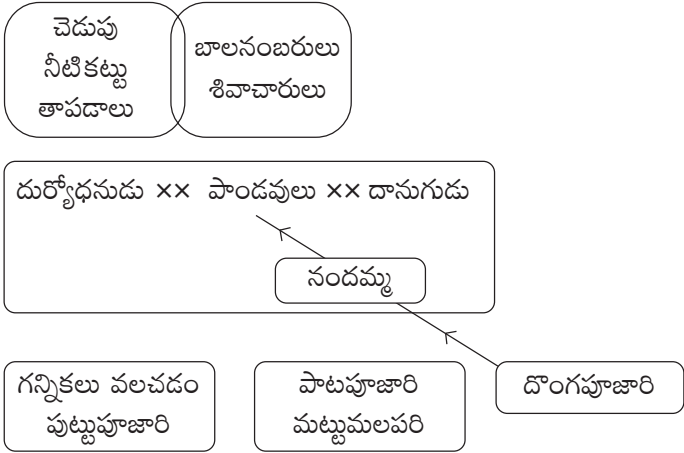 చెడుపు
నీటికట్టు
తాపడాలు
బాలనంబరులు
శివాచారులు
దుర్యోధనుడు ×× పాండవులు ×× దానుగుడు
నందమ్మ
గన్నికలు వలచడం
పుట్టుపూజారి
పాటపూజారి
మట్టుమలపరి
దొంగపూజారి